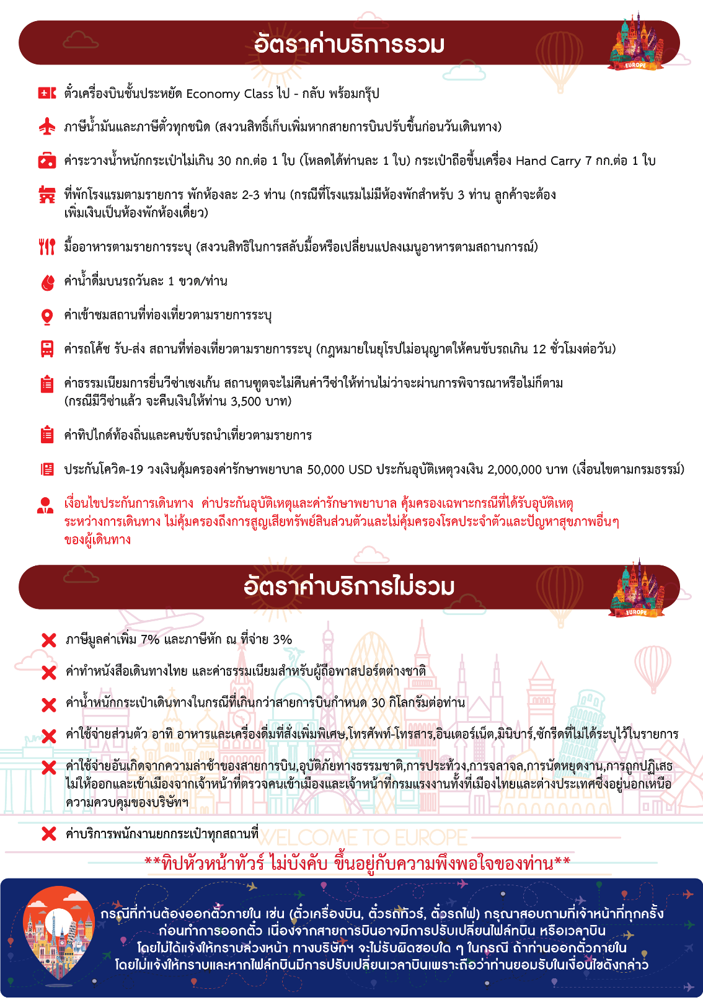 อัตราค่าบริการรวม
EUROPE
ตั๋วเครื่องบินชั้นประหยัด Economy Class ไป - กลับ พร้อมกรุ๊ป
ภาษีน้ำมันและภาษีตั๋วทุกชนิด (สงวนสิทธิ์เก็บเพิ่มหากสายการบินปรับขึ้นก่อนวันเดินทาง)
ค่าระวางน้ำหนักกระเป๋าไม่เกิน 30 กก.ต่อ 1 ใบ (โหลดได้ท่านละ 1 ใบ) กระเป๋าถือขึ้นเครื่อง Hand Carry 7 กก.ต่อ 1 ใบ
ที่พักโรงแรมตามรายการ พักห้องละ 2-3 ท่าน (กรณีที่โรงแรมไม่มีห้องพักสำหรับ 3 ท่าน ลูกค้าจะต้อง
เพิ่มเงินเป็นห้องพักห้องเดี่ยว)
มื้ออาหารตามรายการระบุ (สงวนสิทธิในการสลับมื้อหรือเปลี่ยนแปลงเมนูอาหารตามสถานการณ์)
ค่าน้ำดื่มบนรถวันละ 1 ขวด/ท่าน
ค่าเข้าชมสถานที่ท่องเที่ยวตามรายการระบุ
ค่ารถโค้ช รับ-ส่ง สถานที่ท่องเที่ยวตามรายการระบุ (กฎหมายในยุโรปไม่อนุญาตให้คนขับรถเกิน 12 ชั่วโมงต่อวัน)
ค่าธรรมเนียมการยื่นวีซ่าเชงเก้น สถานฑูตจะไม่คืนค่าวีซ่าให้ท่านไม่ว่าจะผ่านการพิจารณาหรือไม่ก็ตาม
(กรณีมีวีซ่าแล้ว จะคืนเงินให้ท่าน 3,500 บาท)
ค่าทิปไกด์ท้องถิ่นและคนขับรถนำเที่ยวตามรายการ
ประกันโควิด-19 วงเงินคุ้มครองค่ารักษาพยาบาล 50,000 USD ประกันอุบัติเหตุวงเงิน 2,000,000 บาท (เงื่อนไขตามกรมธรรม์)
เงื่อนไขประกันการเดินทาง ค่าประกันอุบัติเหตุและค่ารักษาพยาบาล คุ้มครองเฉพาะกรณีที่ได้รับอุบัติเหตุ
ระหว่างการเดินทาง ไม่คุ้มครองถึงการสูญเสียทรัพย์สินส่วนตัวและไม่คุ้มครองโรคประจำตัวและปัญหาสุขภาพอื่นๆ
ของผู้เดินทาง
อัตราค่าบริการไม่รวม
EUROPE
ภาษีมูลค่าเพิ่ม 7% และภาษีหัก ณ ที่จ่าย 3%
ค่าทำหนังสือเดินทางไทย และค่าธรรมเนียมสำหรับผู้ถือพาสปอร์ตต่างชาติ
ค่าน้ำหนักกระเป๋าเดินทางในกรณีที่เกินกว่าสายการบินกำหนด 30 กิโลกรัมต่อท่าน
ค่าใช้จ่ายส่วนตัว อาทิ อาหารและเครื่องดื่มที่สั่งเพิ่มพิเศษ,โทรศัพท์-โทรสาร,อินเตอร์เน็ต,มินิบาร์,ซักรีดที่ไม่ได้ระบุไว้ในรายการ
ค่าใช้จ่ายอันเกิดจากความล่าช้าของสายการบิน,อุบัติภัยทางธรรมชาติ,การประท้วง,การจลาจล,การนัดหยุดงาน,การถูกปฏิเสธ
ไม่ให้ออกและเข้าเมืองจากเจ้าหน้าที่ตรวจคนเข้าเมืองและเจ้าหน้าที่กรมแรงงานทั้งที่เมืองไทยและต่างประเทศซึ่งอยู่นอกเหนือ
ความควบคุมของบริษัทฯ
ค่าบริการพนักงานยกกระเป๋าทุกสถานที่
WELCOME TO EUROPE
**ทิปหัวหน้าทัวร์ ไม่บังคับ ขึ้นอยู่กับความพึงพอใจของท่าน**
กรณีที่ท่านต้องออกตั๋วภายใน เช่น (ตั๋วเครื่องบิน, ตั๋วรถทัวร์, ตั๋วรถไฟ) กรุณาสอบถามที่เจ้าหน้าที่ทุกครั้ง
ก่อนทำการออกตั๋ว เนื่องจากสายการบินอาจมีการปรับเปลี่ยนไฟล์ทบิน หรือเวลาบิน
โดยไม่ได้แจ้งให้ทราบล่วงหน้า ทางบริษัทฯ จะไม่รับผิดชอบใด ๆ ในกรณี ถ้าท่านออกตั๋วภายใน
โดยไม่แจ้งให้ทราบและหากไฟล์ทบินมีการปรับเปลี่ยนเวลาบินเพราะถือว่าท่านยอมรับในเงื่อนไขดังกล่าว